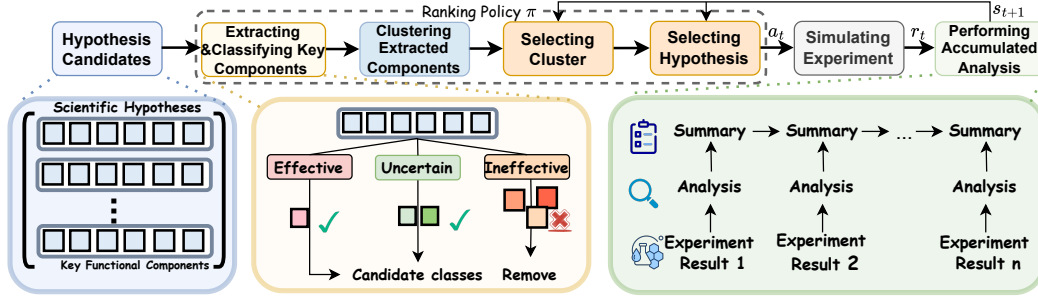 Ranking Policy π
s_{t+1}
Hypothesis
Candidates
Extracting
&Classifying Key
Components
Clustering
Extracted
Components
Selecting
Cluster
Selecting
Hypothesis
a_t
Simulating
Experiment
r_t
Performing
Accumulated
Analysis
Scientific Hypotheses
Key Functional Components
Effective
Uncertain
Ineffective
Candidate classes
Remove
Summary
Summary
...
Summary
Analysis
Analysis
Analysis
Experiment
Result 1
Experiment
Result 2
Experiment
Result n